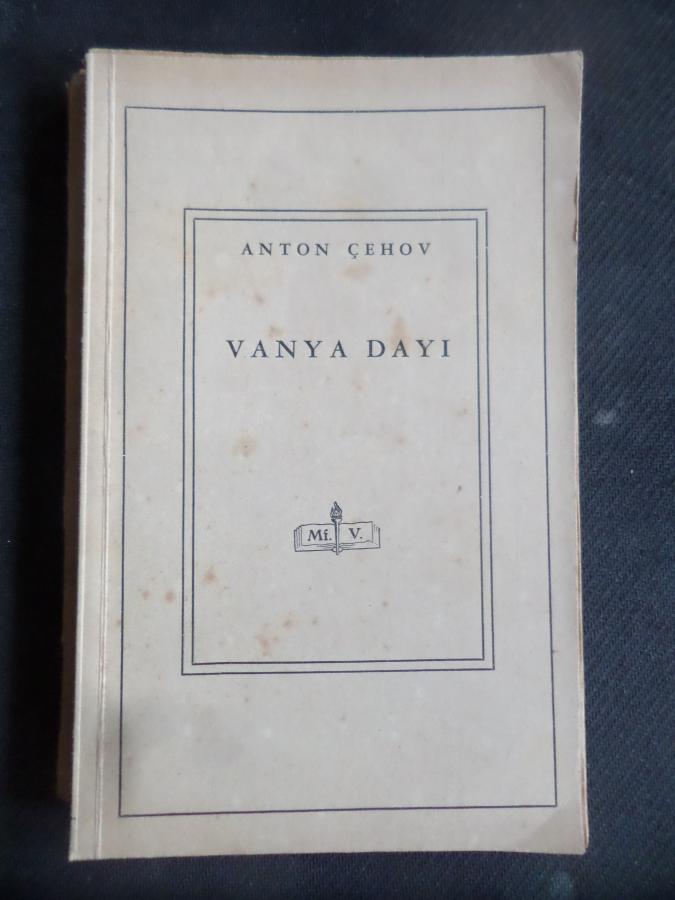 ANTON ÇEHOV
VANYA DAYI
Mf. V.